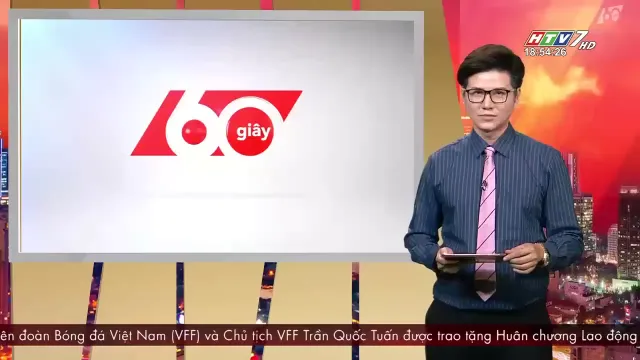 60
HTV7 HD
18:54:26
60 giây
ên đoàn Bóng đá Việt Nam (VFF) và Chủ tịch VFF Trần Quốc Tuấn được trao tặng Huân chương Lao động